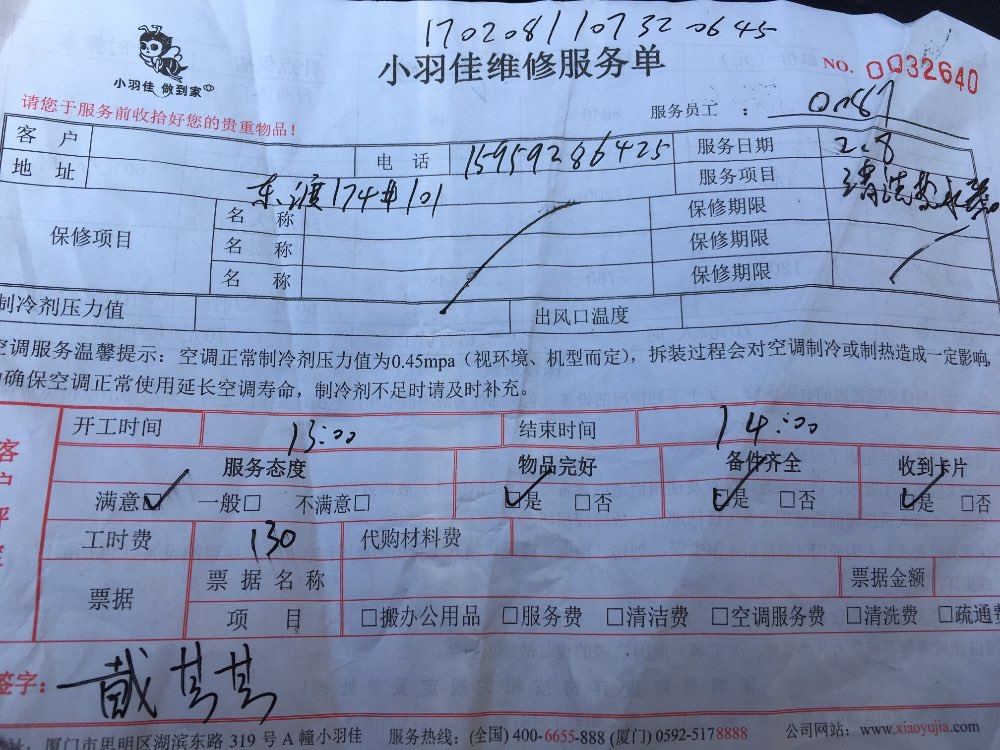 17020811073220645
小羽佳 做到家
小羽佳维修服务单
NO. 0032640
请您于服务前收拾好您的贵重物品!
服务员工 :
客 户 电 话 15959286425 服务日期 2.8
地 址 东渡174#101 服务项目 清洗热水器
保修项目 名 称 保修期限
名 称 保修期限
名 称 保修期限
制冷剂压力值 出风口温度
空调服务温馨提示:空调正常制冷剂压力值为0.45mpa(视环境、机型而定),拆装过程会对空调制冷或制热造成一定影响,
确保空调正常使用延长空调寿命,制冷剂不足时请及时补充。
开工时间 13:00 结束时间 14:00
服务态度 物品完好 备件齐全 收到卡片
满意☑ 一般□ 不满意□ ☑是 □否 ☑是 □否 ☑是 □否
工时费 130 代购材料费
票据 票 据 名 称 票据金额
项 目 □搬办公用品 □服务费 □清洁费 □空调服务费 □清洗费 □疏通费
签字: 戴其其
厦门市思明区湖滨东路 319 号 A 幢小羽佳 服务热线:(全国) 400-6655-888 (厦门) 0592-5178888 公司网站:www.xiaoyujia.com